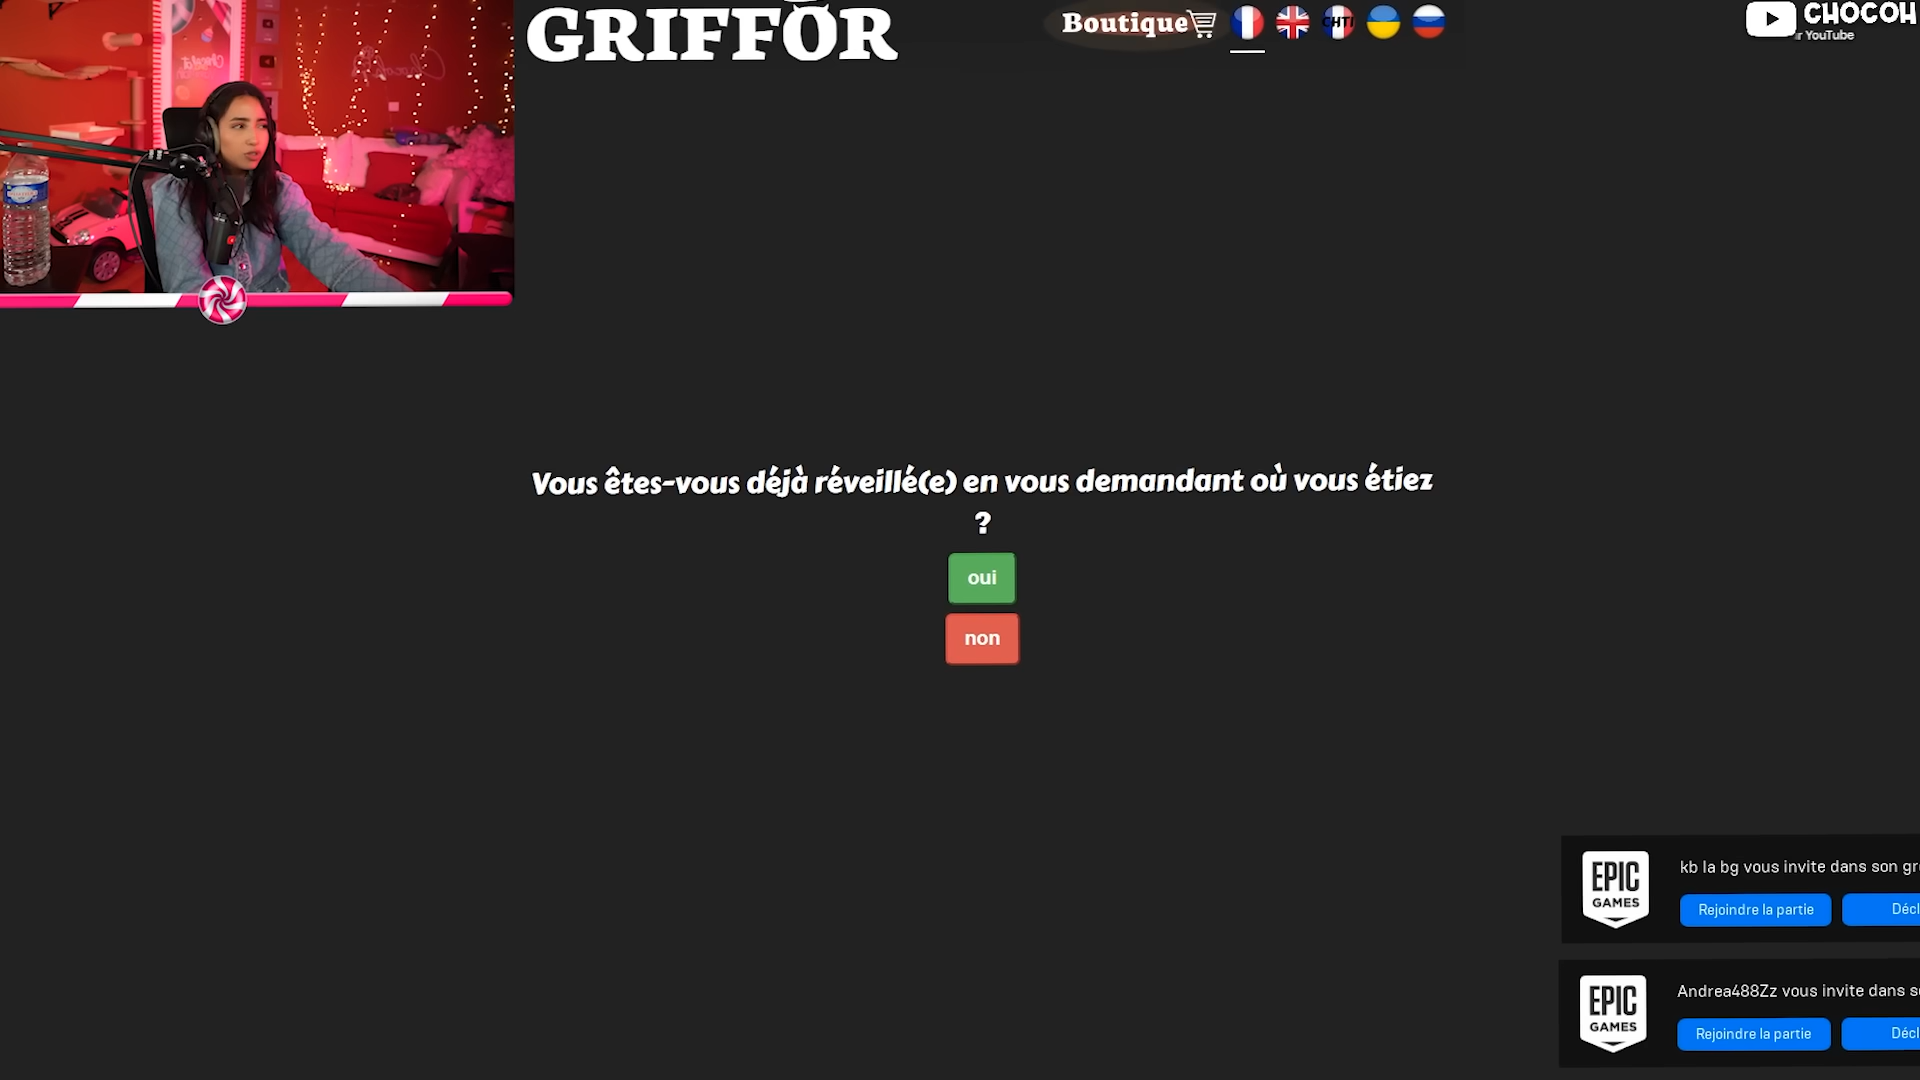 GRIFFÖR
Boutique
CHTI
CHOCOH
YouTube
Vous êtes-vous déjà réveillé(e) en vous demandant où vous étiez
?
oui
non
EPIC
GAMES
kb la bg vous invite dans son gr
Rejoindre la partie
Décl
EPIC
GAMES
Andrea488Zz vous invite dans s
Rejoindre la partie
Décl